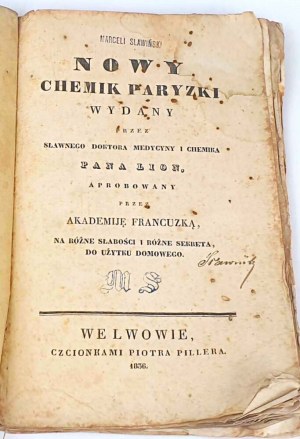 MARCELI SŁAWIŃSKI
NOWY
CHEMIK PARYZKI
WYDANY
PRZEZ
SŁAWNEGO DOKTORA MEDYCYNY I CHEMIKA
PANA LION,
APROBOWANY
PRZEZ
AKADEMIJĘ FRANCUZKĄ,
NA RÓŻNE SŁABOŚCI I RÓŻNE SEKRETA,
DO UŻYTKU DOMOWEGO.
M S
WE LWOWIE,
CZCIONKAMI PIOTRA PILLERA.
1836.